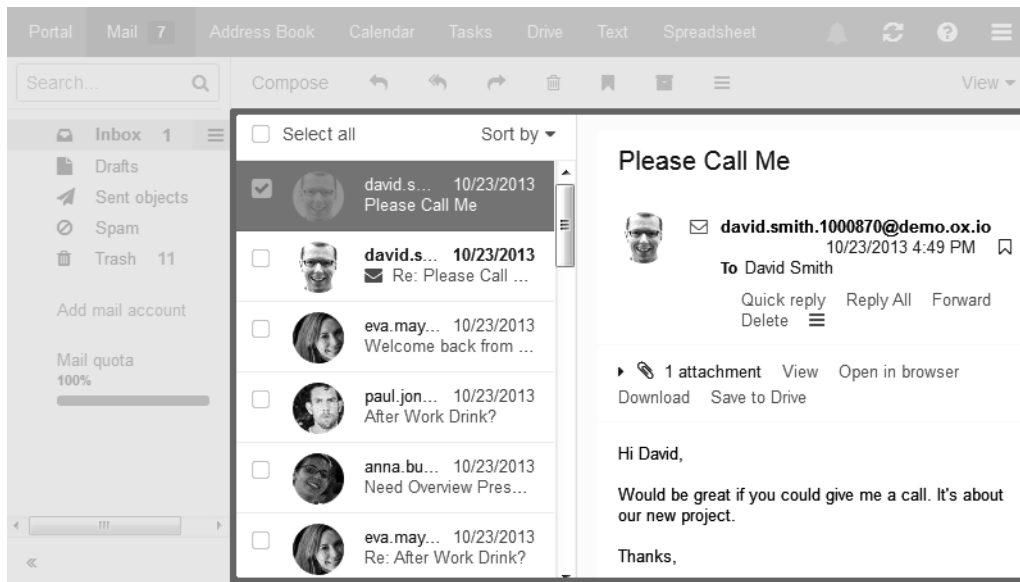 Portal Mail 7 Address Book Calendar Tasks Drive Text Spreadsheet
Search... Compose View
Inbox 1
Drafts
Sent objects
Spam
Trash 11
Add mail account
Mail quota
100%
Select all Sort by
david.s... 10/23/2013
Please Call Me
david.s... 10/23/2013
Re: Please Call ...
eva.may... 10/23/2013
Welcome back from ...
paul.jon... 10/23/2013
After Work Drink?
anna.bu... 10/23/2013
Need Overview Pres...
eva.may... 10/23/2013
Re: After Work Drink?
Please Call Me
david.smith.1000870@demo.ox.io
10/23/2013 4:49 PM
To David Smith
Quick reply Reply All Forward
Delete
1 attachment View Open in browser
Download Save to Drive
Hi David,
Would be great if you could give me a call. It's about
our new project.
Thanks,